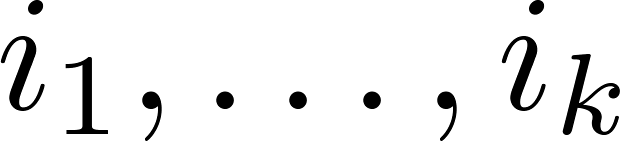 i₁, . . . , iₖ